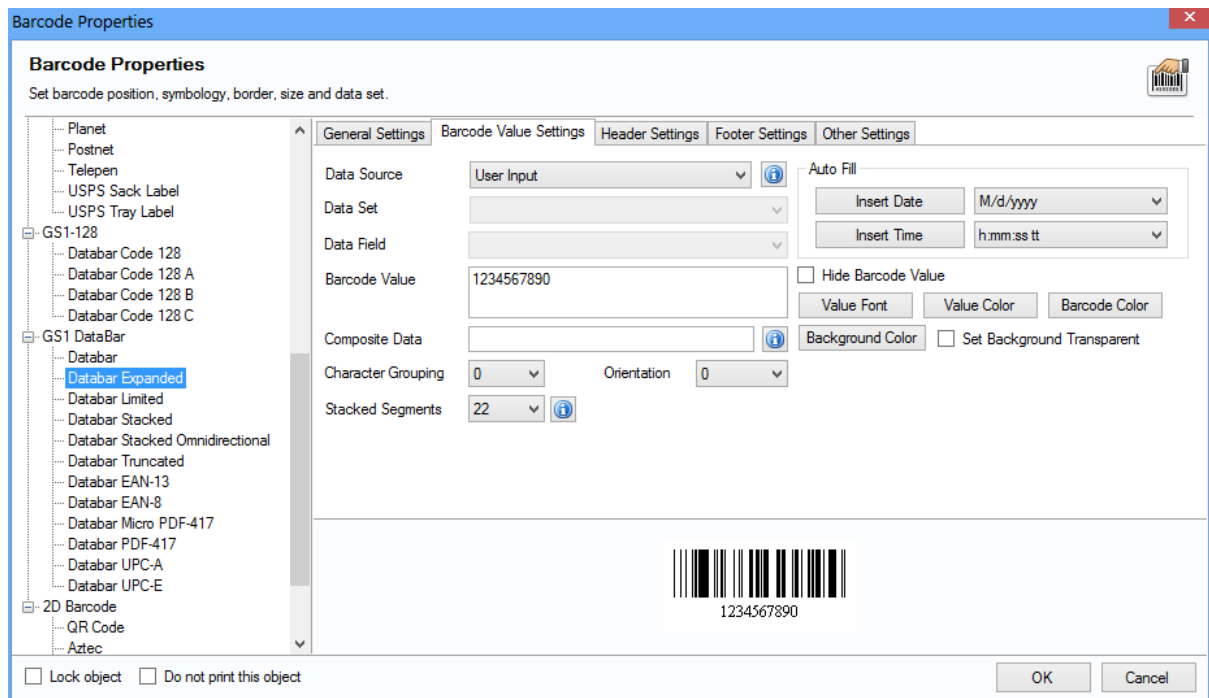 Barcode Properties
Barcode Properties
Set barcode position, symbology, border, size and data set.
Planet
Postnet
Telepen
USPS Sack Label
USPS Tray Label
GS1-128
Databar Code 128
Databar Code 128 A
Databar Code 128 B
Databar Code 128 C
GS1 DataBar
Databar
Databar Expanded
Databar Limited
Databar Stacked
Databar Stacked Omnidirectional
Databar Truncated
Databar EAN-13
Databar EAN-8
Databar Micro PDF-417
Databar PDF-417
Databar UPC-A
Databar UPC-E
2D Barcode
QR Code
Aztec
General Settings Barcode Value Settings Header Settings Footer Settings Other Settings
Data Source User Input
Data Set
Data Field
Barcode Value 1234567890
Composite Data
Character Grouping 0 Orientation 0
Stacked Segments 22
Auto Fill
Insert Date M/d/yyyy
Insert Time h:mm:ss tt
Hide Barcode Value
Value Font Value Color Barcode Color
Background Color Set Background Transparent
1234567890
Lock object Do not print this object OK Cancel